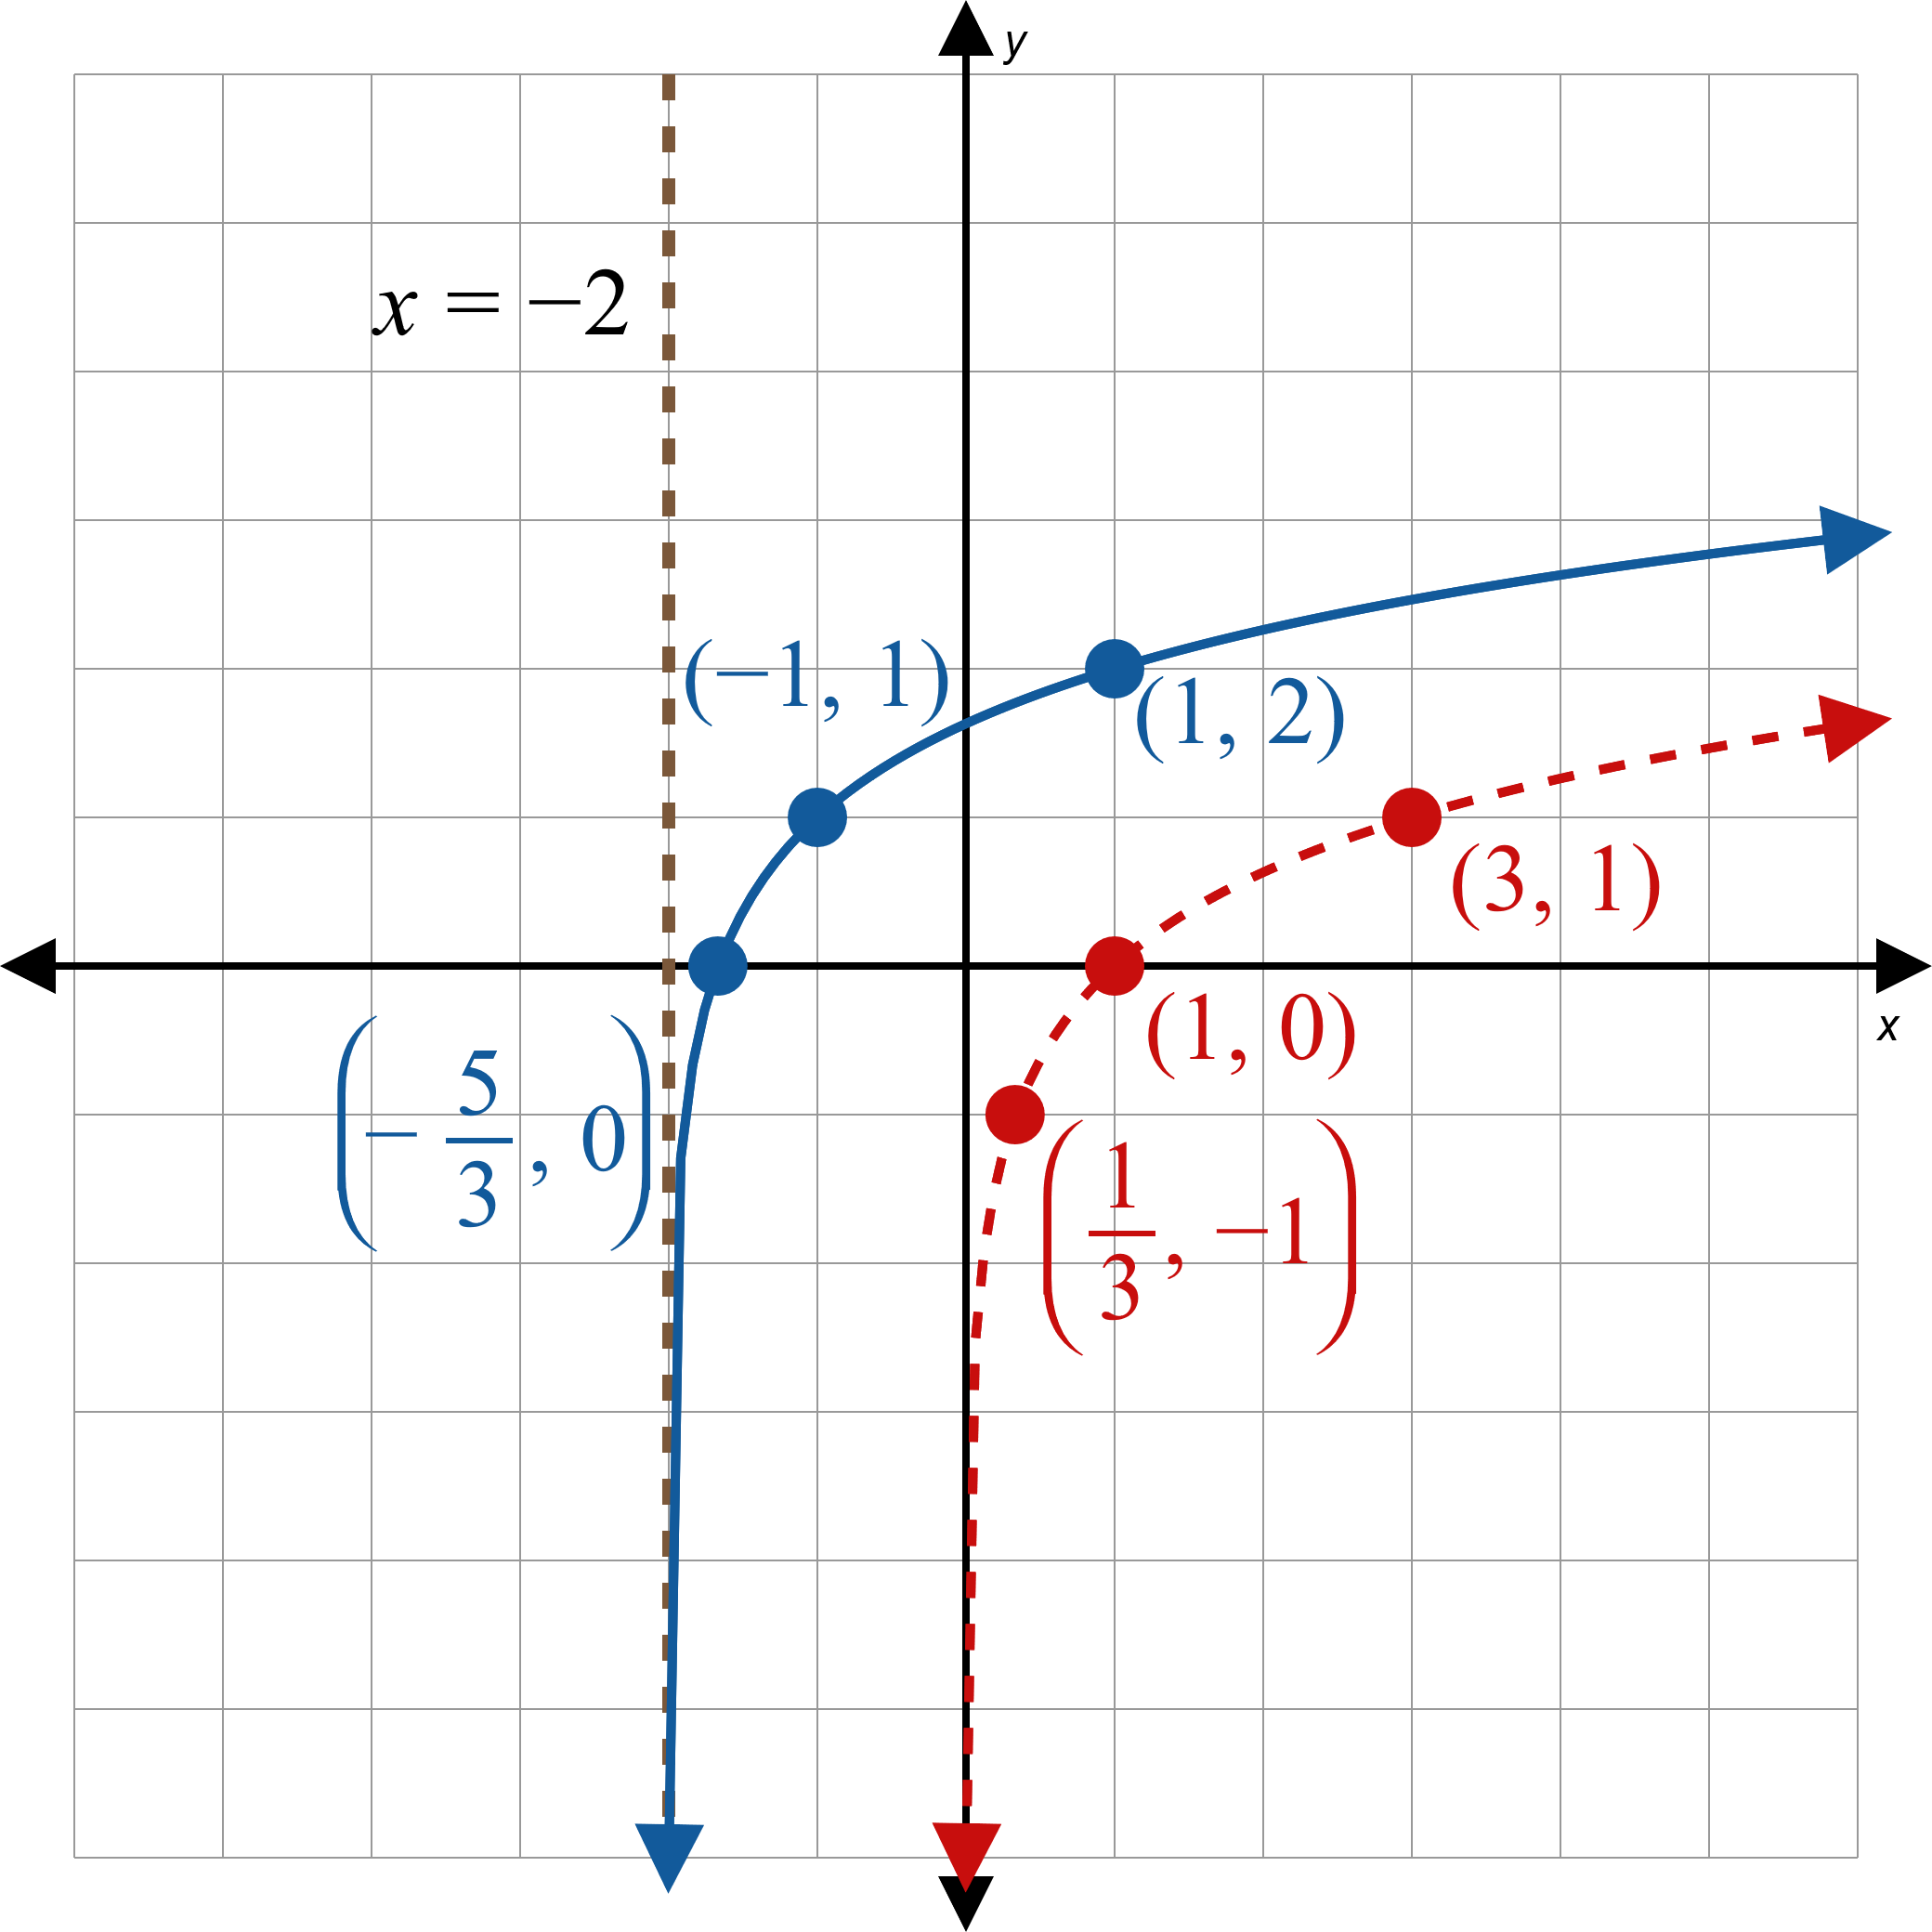 y
x = −2
(−1, 1)
(1, 2)
(3, 1)
(1, 0)
x
(−5/3, 0)
(1/3, −1)